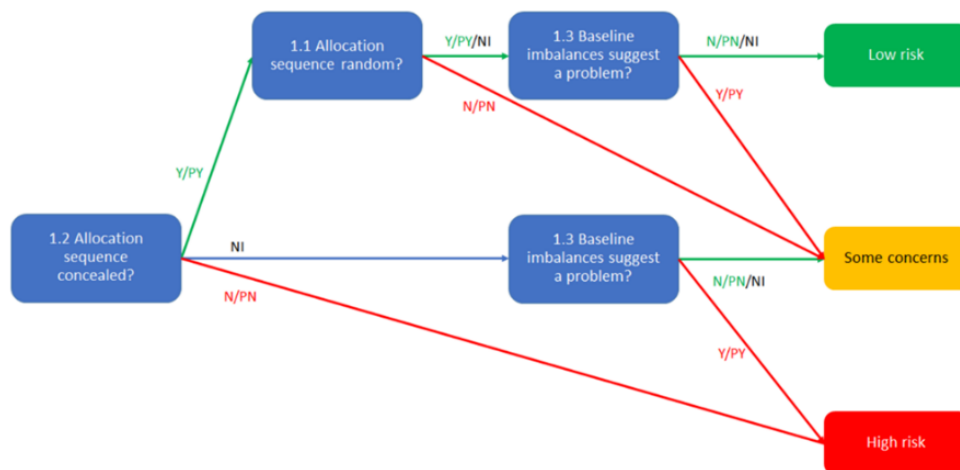 1.1 Allocation
sequence random?
Y/PY/NI
1.3 Baseline
imbalances suggest
a problem?
N/PN/NI
Low risk
N/PN
Y/PY
Y/PY
1.2 Allocation
sequence
concealed?
NI
1.3 Baseline
imbalances suggest
a problem?
Some concerns
N/PN/NI
N/PN
Y/PY
High risk